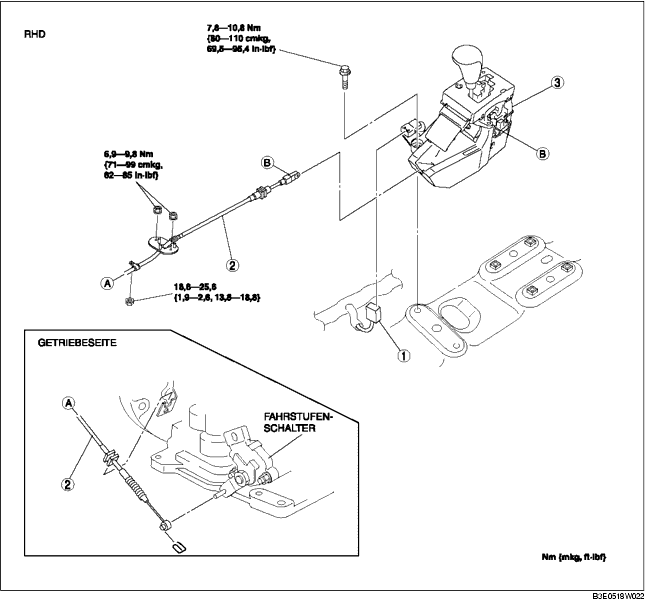 RHD
7,8—10,8 Nm
{80—110 cmkg,
69,5—95,4 in-lbf}
3
B
6,9—9,8 Nm
{71—99 cmkg,
62—85 in-lbf}
B
2
A
18,6—25,6
{1,9—2,6, 13,8—18,8}
1
GETRIEBESEITE
A
FAHRSTUFEN-
SCHALTER
2
Nm {mkg, ft-lbf}
B3E0518W022